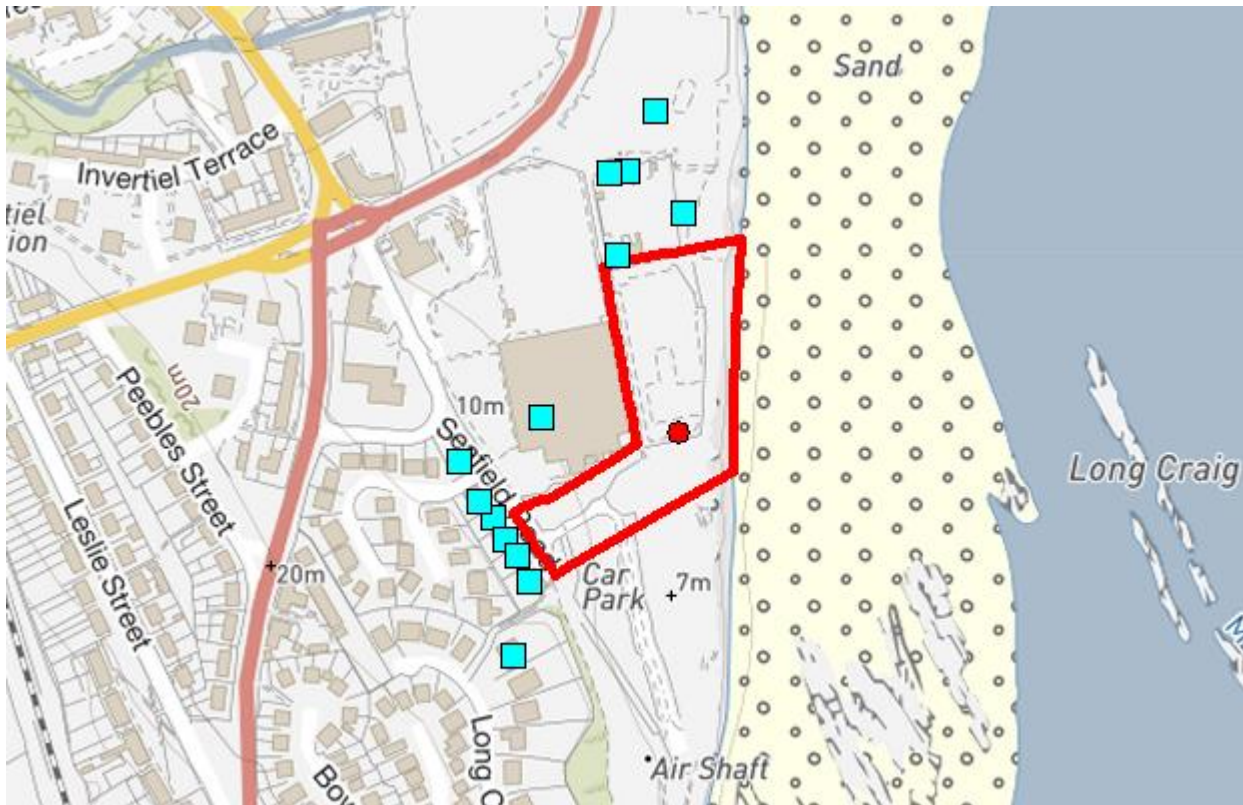 Sand
Invertiel Terrace
tiel
ion
20m
Peebles Street
10m
Seafield
Long Craig
Leslie Street
20m
Car
Park
7m
Long C
Air Shaft
Bow
M